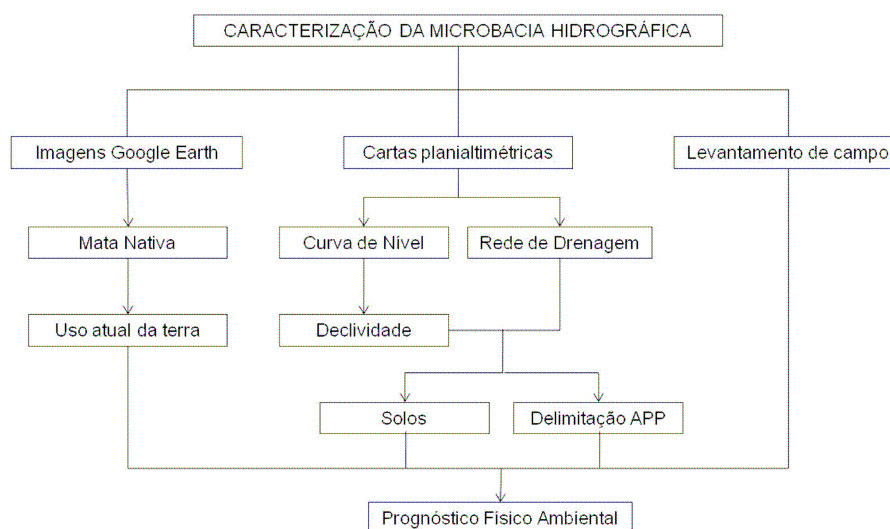 CARACTERIZAÇÃO DA MICROBACIA HIDROGRÁFICA
Imagens Google Earth
Cartas planialtimétricas
Levantamento de campo
Mata Nativa
Curva de Nível
Rede de Drenagem
Uso atual da terra
Declividade
Solos
Delimitação APP
Prognóstico Físico Ambiental